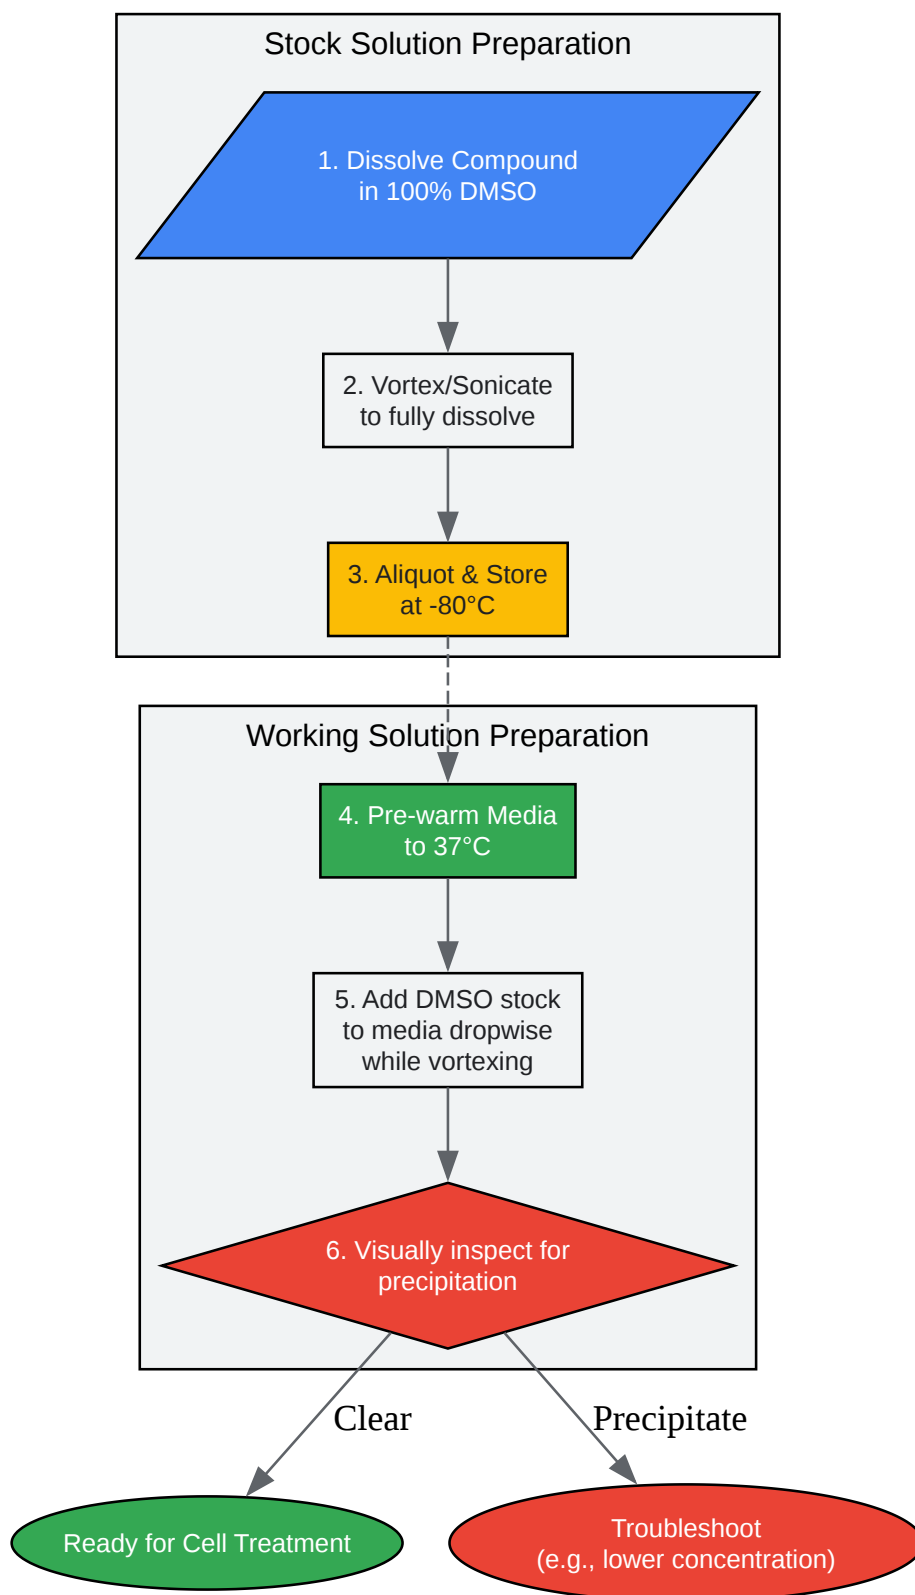 Stock Solution Preparation
1. Dissolve Compound
in 100% DMSO
2. Vortex/Sonicate
to fully dissolve
3. Aliquot & Store
at -80°C
Working Solution Preparation
4. Pre-warm Media
to 37°C
5. Add DMSO stock
to media dropwise
while vortexing
6. Visually inspect for
precipitation
Clear
Precipitate
Ready for Cell Treatment
Troubleshoot
(e.g., lower concentration)